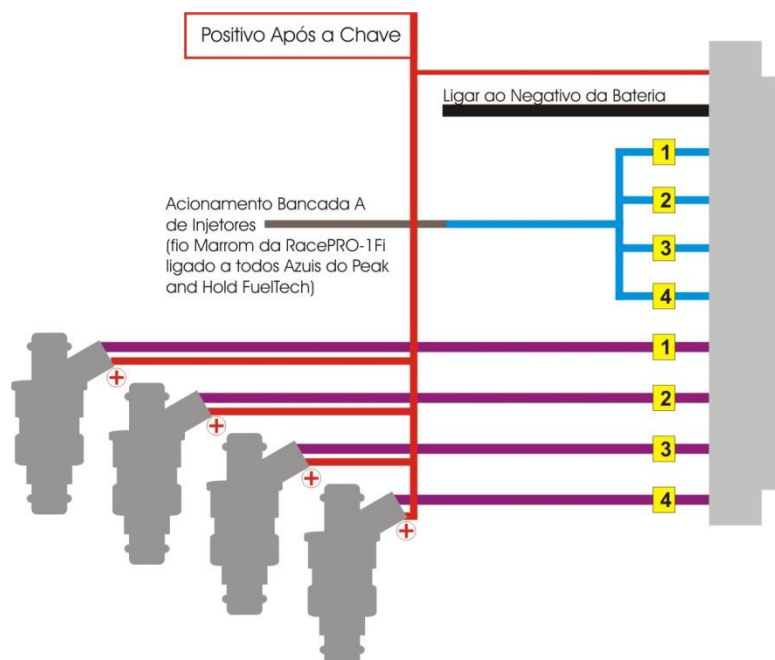 Positivo Após a Chave
Ligar ao Negativo da Bateria
1
2
3
4
Acionamento Bancada A
de Injetores
(fio Marrom da RacePRO-1Fi
ligado a todos Azuis do Peak
and Hold FuelTech)
1
2
3
4
+
+
+
+